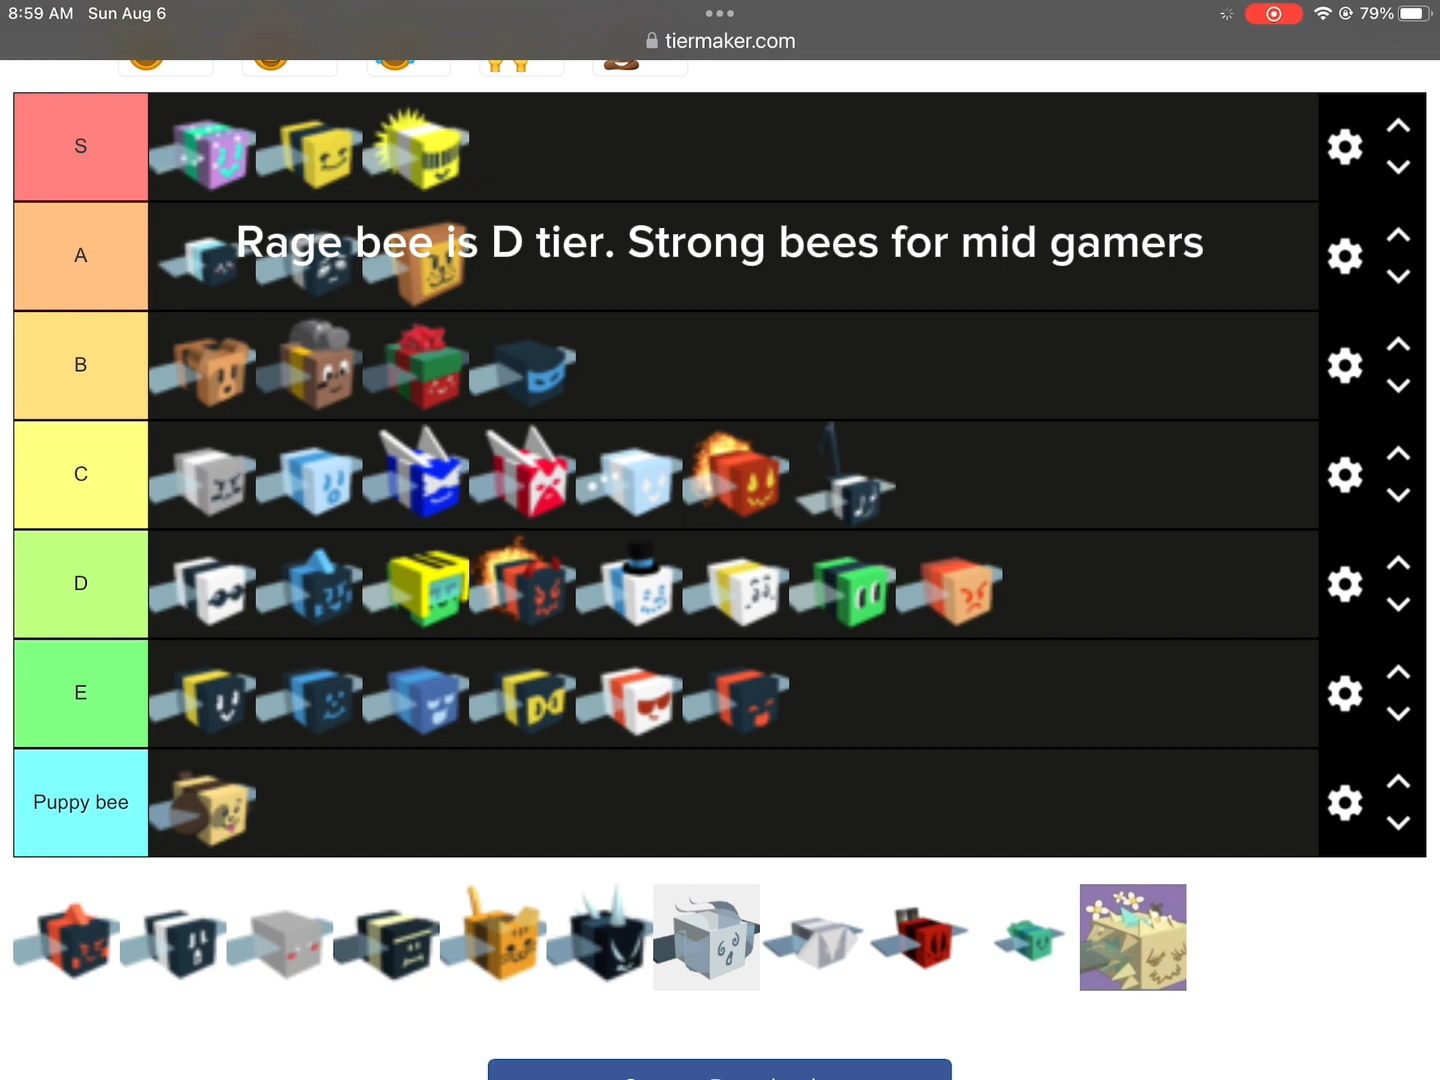 8:59 AM Sun Aug 6
79%
tiermaker.com
S
A
Rage bee is D tier. Strong bees for mid gamers
B
C
D
E
Puppy bee